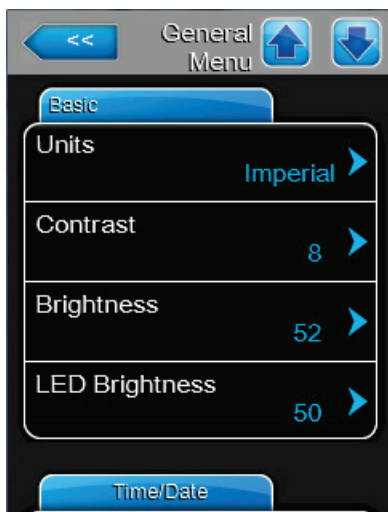 <<
General
Menu
Basic
Units
Imperial
Contrast
8
Brightness
52
LED Brightness
50
Time/Date